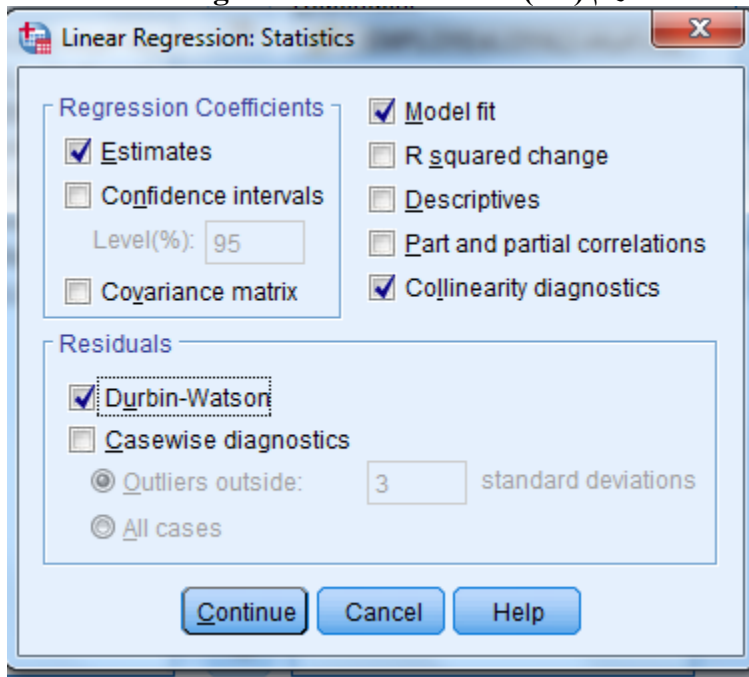 Linear Regression: Statistics
Regression Coefficients
Estimates
Confidence intervals
Level(%): 95
Covariance matrix
Model fit
R squared change
Descriptives
Part and partial correlations
Collinearity diagnostics
Residuals
Durbin-Watson
Casewise diagnostics
Outliers outside: 3 standard deviations
All cases
Continue Cancel Help